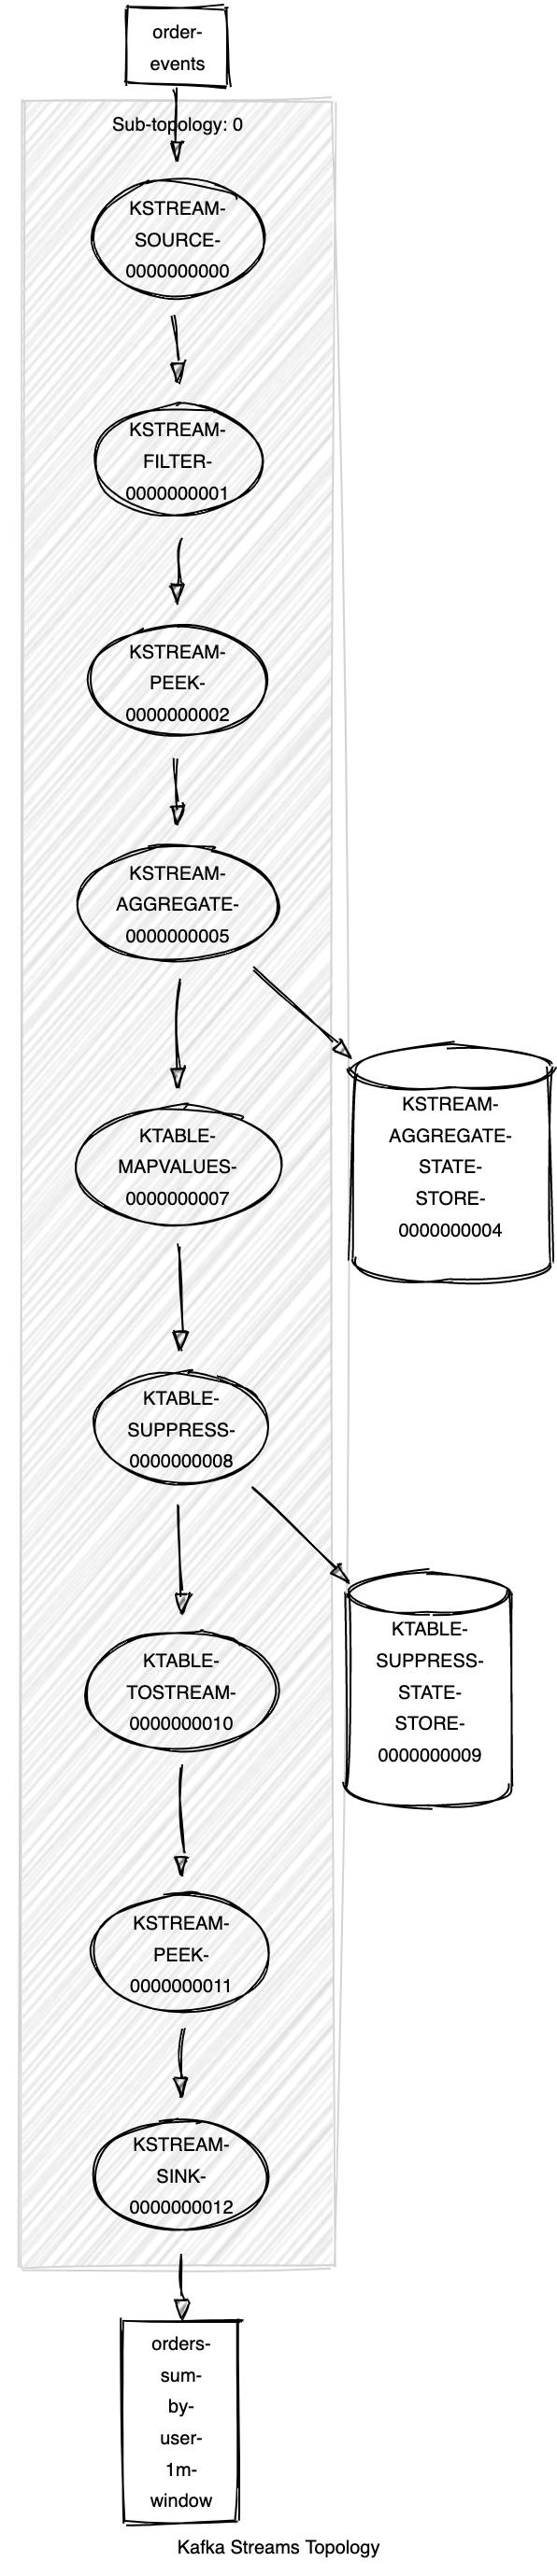 order-
events
Sub-topology: 0
KSTREAM-
SOURCE-
0000000000
KSTREAM-
FILTER-
0000000001
KSTREAM-
PEEK-
0000000002
KSTREAM-
AGGREGATE-
0000000005
KSTREAM-
AGGREGATE-
STATE-
STORE-
0000000004
KTABLE-
MAPVALUES-
0000000007
KTABLE-
SUPPRESS-
0000000008
KTABLE-
SUPPRESS-
STATE-
STORE-
0000000009
KTABLE-
TOSTREAM-
0000000010
KSTREAM-
PEEK-
0000000011
KSTREAM-
SINK-
0000000012
orders-
sum-
by-
user-
1m-
window
Kafka Streams Topology